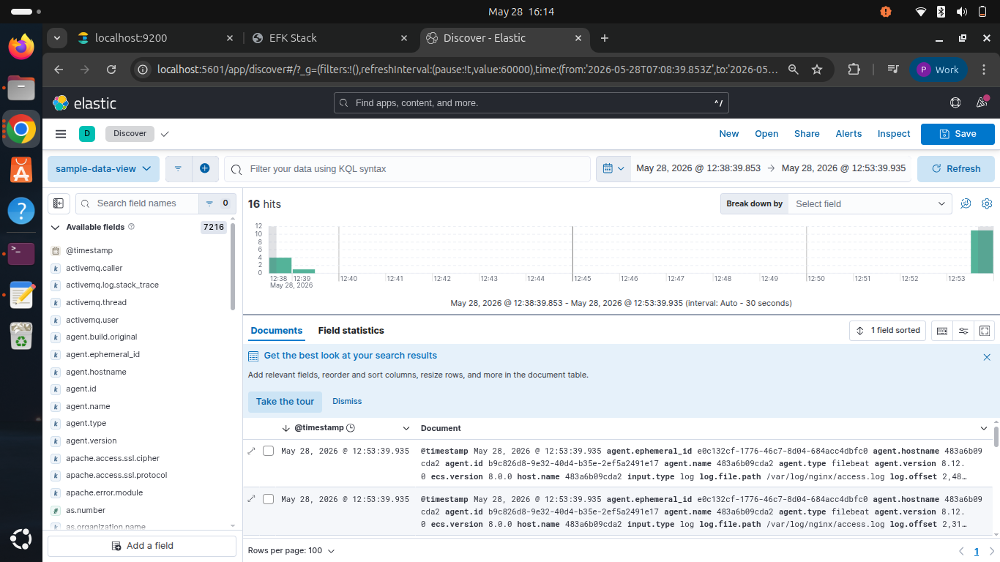 May 28 16:14
localhost:9200
EFK Stack
Discover - Elastic
localhost:5601/app/discover#/?_g=(filters:!(),refreshInterval:(pause:!t,value:60000),time:(from:'2026-05-28T07:08:39.853Z',to:'2026-05...
P Work
elastic
Find apps, content, and more.
^/
D
Discover
New
Open
Share
Alerts
Inspect
Save
sample-data-view
Filter your data using KQL syntax
May 28, 2026 @ 12:38:39.853 → May 28, 2026 @ 12:53:39.935
Refresh
Search field names
0
16 hits
Break down by
Select field
Available fields
7216
@timestamp
activemq.caller
activemq.log.stack_trace
activemq.thread
activemq.user
agent.build.original
agent.ephemeral_id
agent.hostname
agent.id
agent.name
agent.type
agent.version
apache.access.ssl.cipher
apache.access.ssl.protocol
apache.error.module
as.number
as.organization.name
Add a field
12
10
8
6
4
2
0
12:38 12:39 12:40 12:41 12:42 12:43 12:44 12:45 12:46 12:47 12:48 12:49 12:50 12:51 12:52 12:53
May 28, 2026
May 28, 2026 @ 12:38:39.853 - May 28, 2026 @ 12:53:39.935 (interval: Auto - 30 seconds)
Documents
Field statistics
1 field sorted
Get the best look at your search results
Add relevant fields, reorder and sort columns, resize rows, and more in the document table.
Take the tour
Dismiss
@timestamp
Document
May 28, 2026 @ 12:53:39.935
@timestamp May 28, 2026 @ 12:53:39.935 agent.ephemeral_id e0c132cf-1776-46c7-8d04-684acc4dbfc0 agent.hostname 483a6b09
cda2 agent.id b9c826d8-9e32-40d4-b35e-2ef5a2491e17 agent.name 483a6b09cda2 agent.type filebeat agent.version 8.12.
0 ecs.version 8.0.0 host.name 483a6b09cda2 input.type log log.file.path /var/log/nginx/access.log log.offset 2,48…
May 28, 2026 @ 12:53:39.935
@timestamp May 28, 2026 @ 12:53:39.935 agent.ephemeral_id e0c132cf-1776-46c7-8d04-684acc4dbfc0 agent.hostname 483a6b09
cda2 agent.id b9c826d8-9e32-40d4-b35e-2ef5a2491e17 agent.name 483a6b09cda2 agent.type filebeat agent.version 8.12.
0 ecs.version 8.0.0 host.name 483a6b09cda2 input.type log log.file.path /var/log/nginx/access.log log.offset 2,31…
Rows per page: 100
1